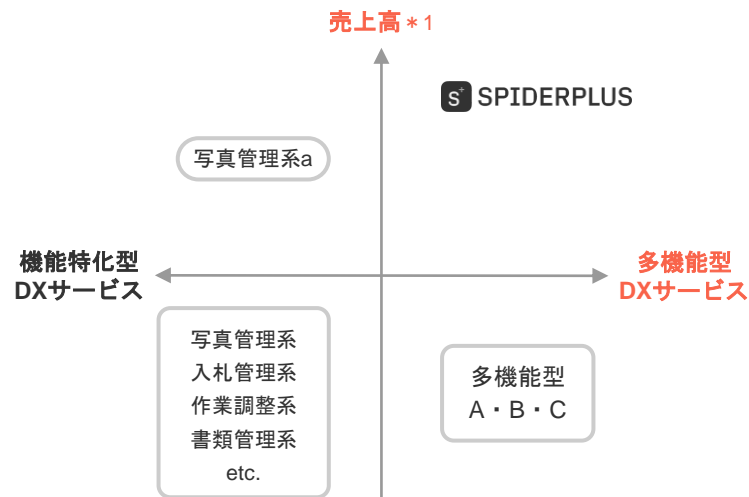 売上高＊1
S+ SPIDERPLUS
写真管理系a
機能特化型
DXサービス
多機能型
DXサービス
写真管理系
入札管理系
作業調整系
書類管理系
etc.
多機能型
A・B・C